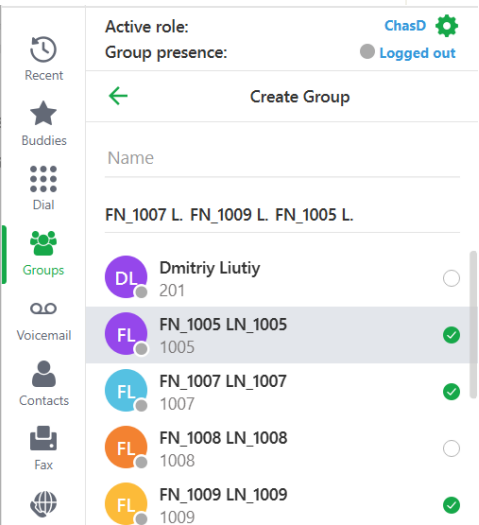 Active role:
ChasD
Group presence:
Logged out
Recent
Buddies
Dial
Groups
Voicemail
Contacts
Fax
Create Group
Name
FN_1007 L. FN_1009 L. FN_1005 L.
DL
Dmitriy Liutiy
201
FL
FN_1005 LN_1005
1005
FL
FN_1007 LN_1007
1007
FL
FN_1008 LN_1008
1008
FL
FN_1009 LN_1009
1009